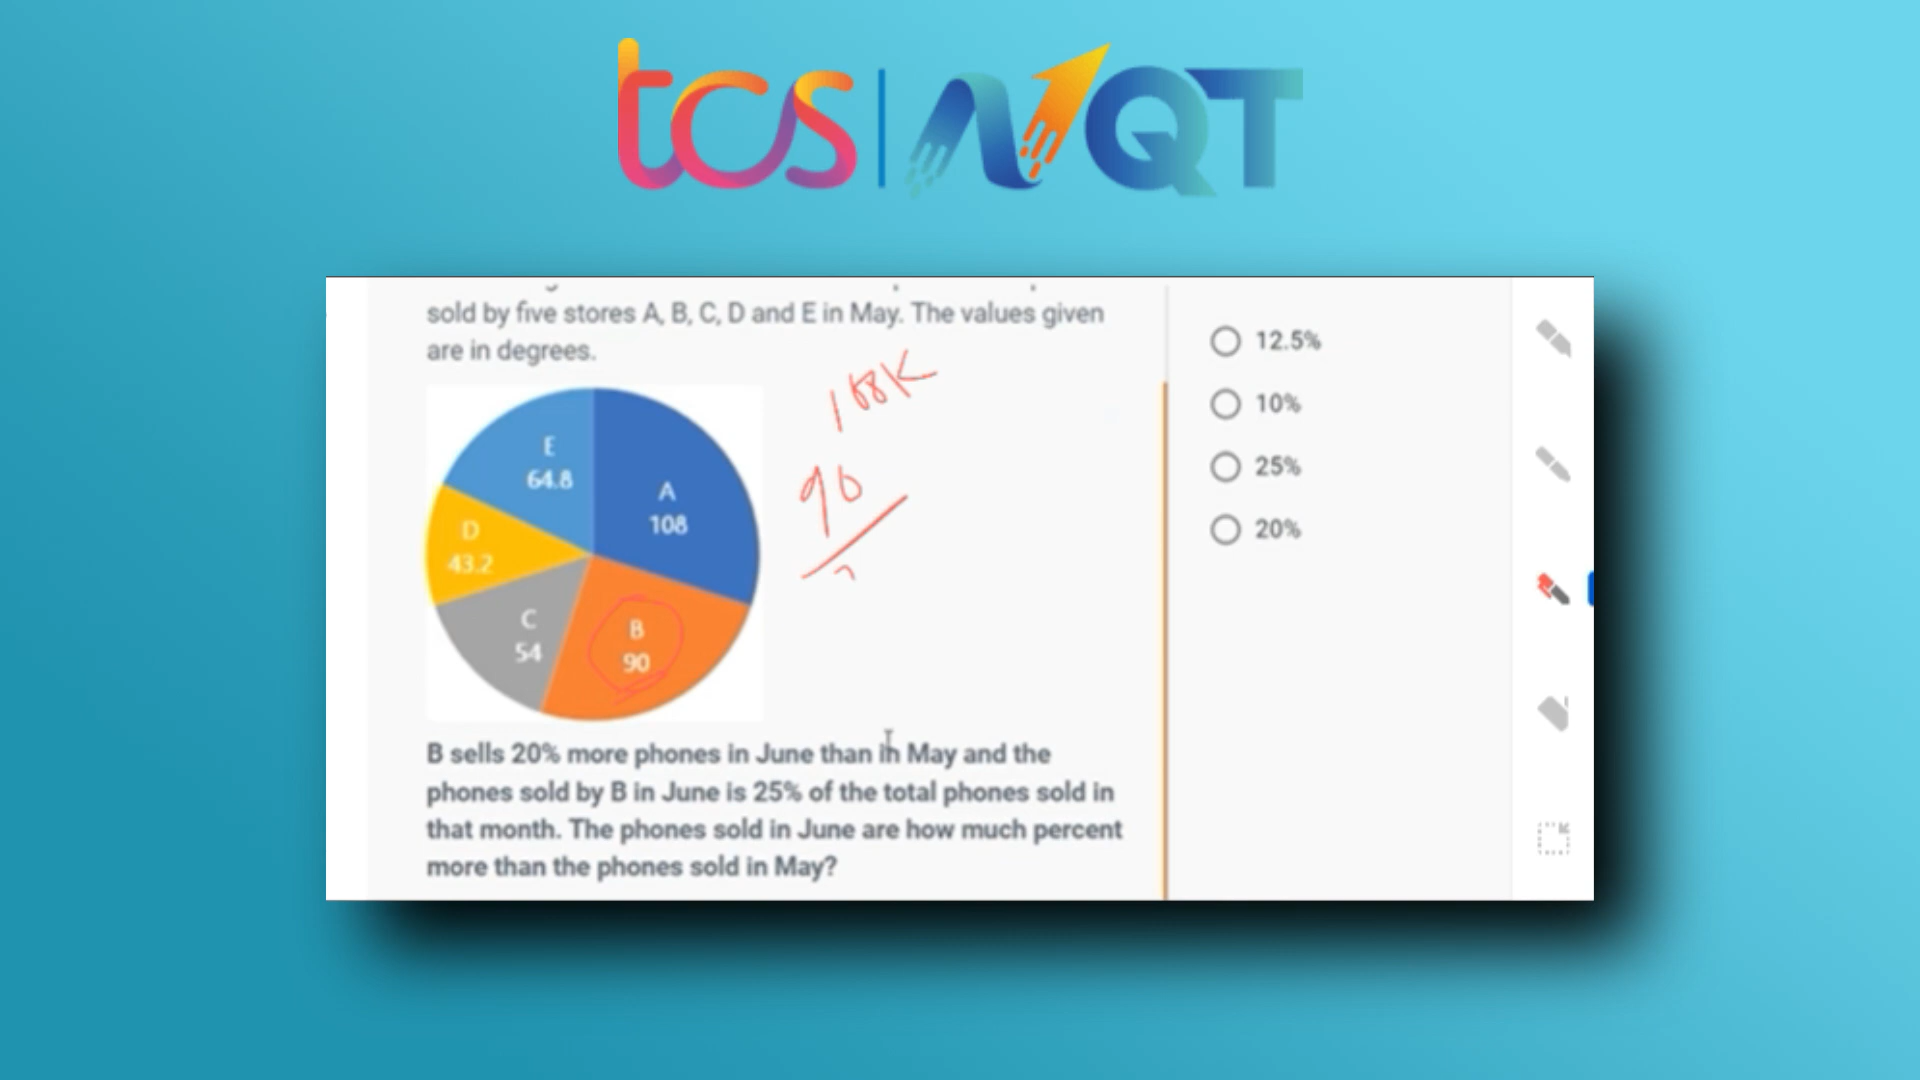 tcs | NQT
sold by five stores A, B, C, D and E in May. The values given
are in degrees.
E
64.8
A
108
D
43.2
C
54
B
90
90
B sells 20% more phones in June than in May and the
phones sold by B in June is 25% of the total phones sold in
that month. The phones sold in June are how much percent
more than the phones sold in May?
12.5%
10%
25%
20%